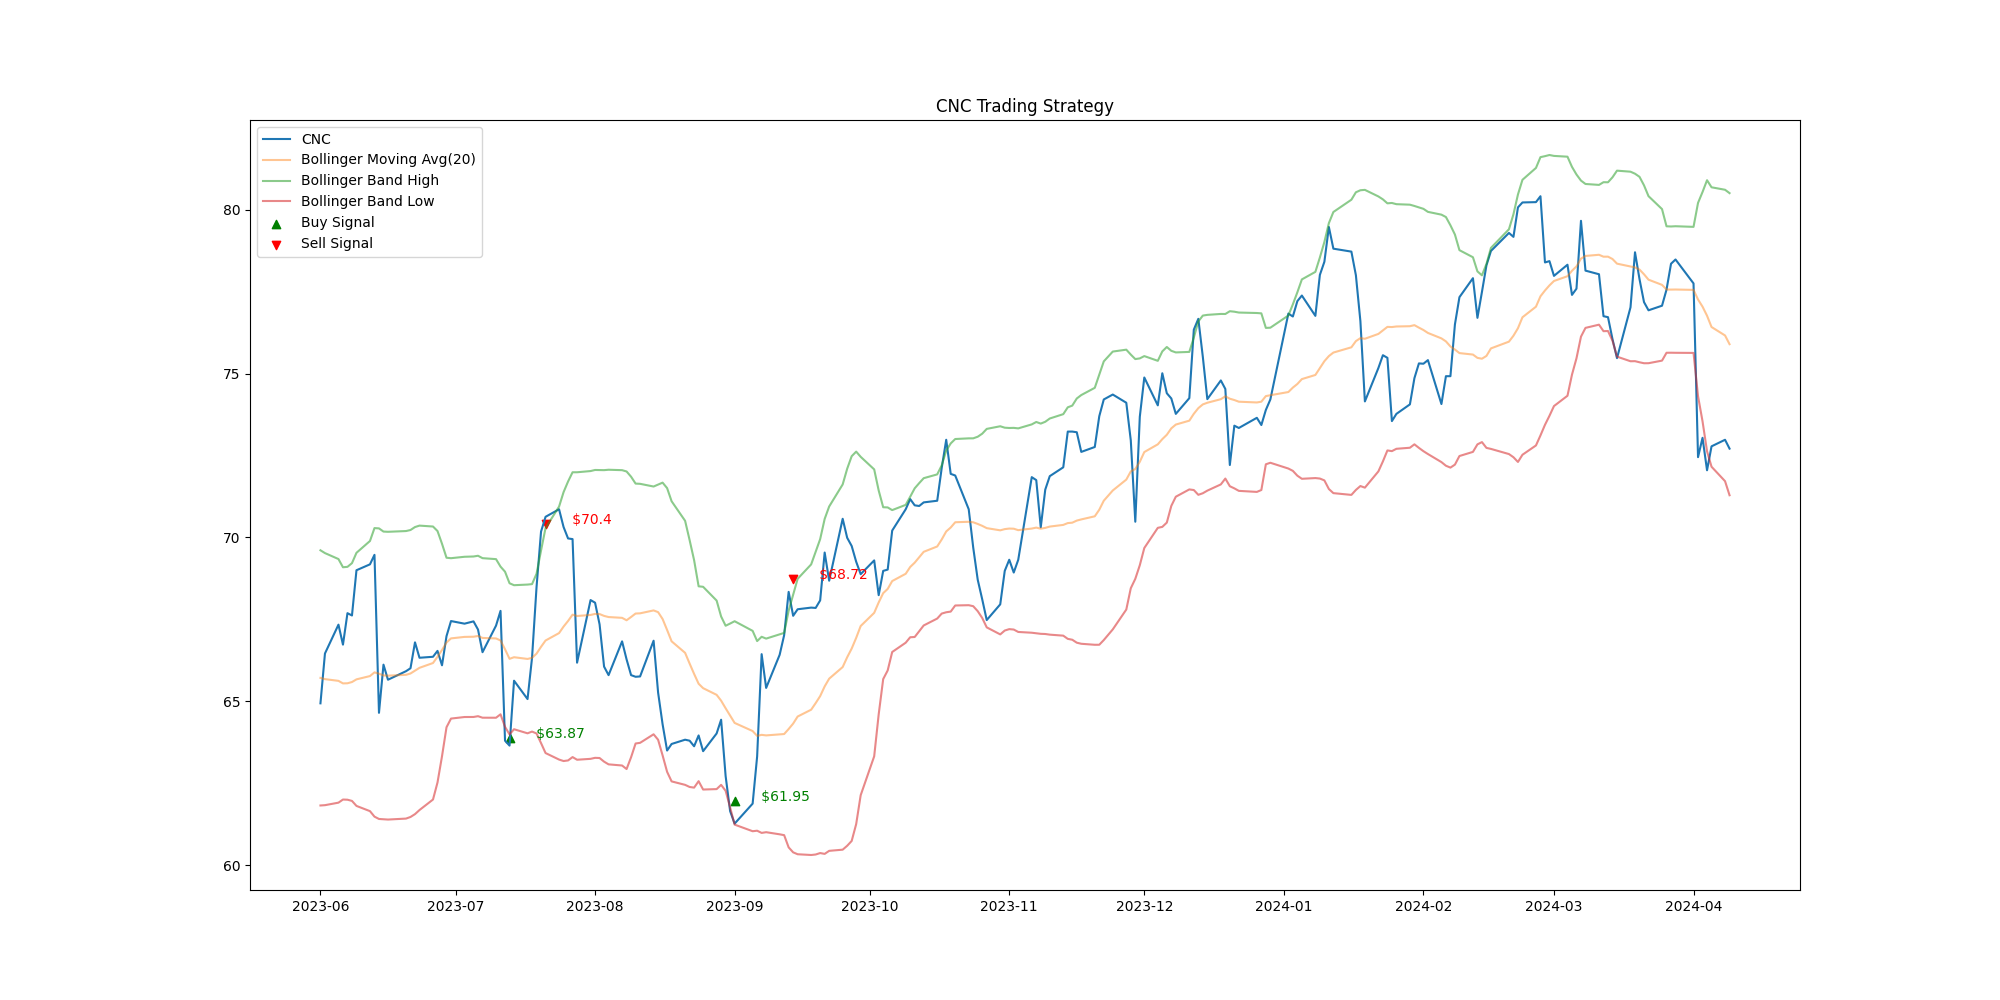 CNC Trading Strategy
CNC
Bollinger Moving Avg(20)
Bollinger Band High
Bollinger Band Low
Buy Signal
Sell Signal
80
75
70
65
60
$70.4
$68.72
$63.87
$61.95
2023-06 2023-07 2023-08 2023-09 2023-10 2023-11 2023-12 2024-01 2024-02 2024-03 2024-04